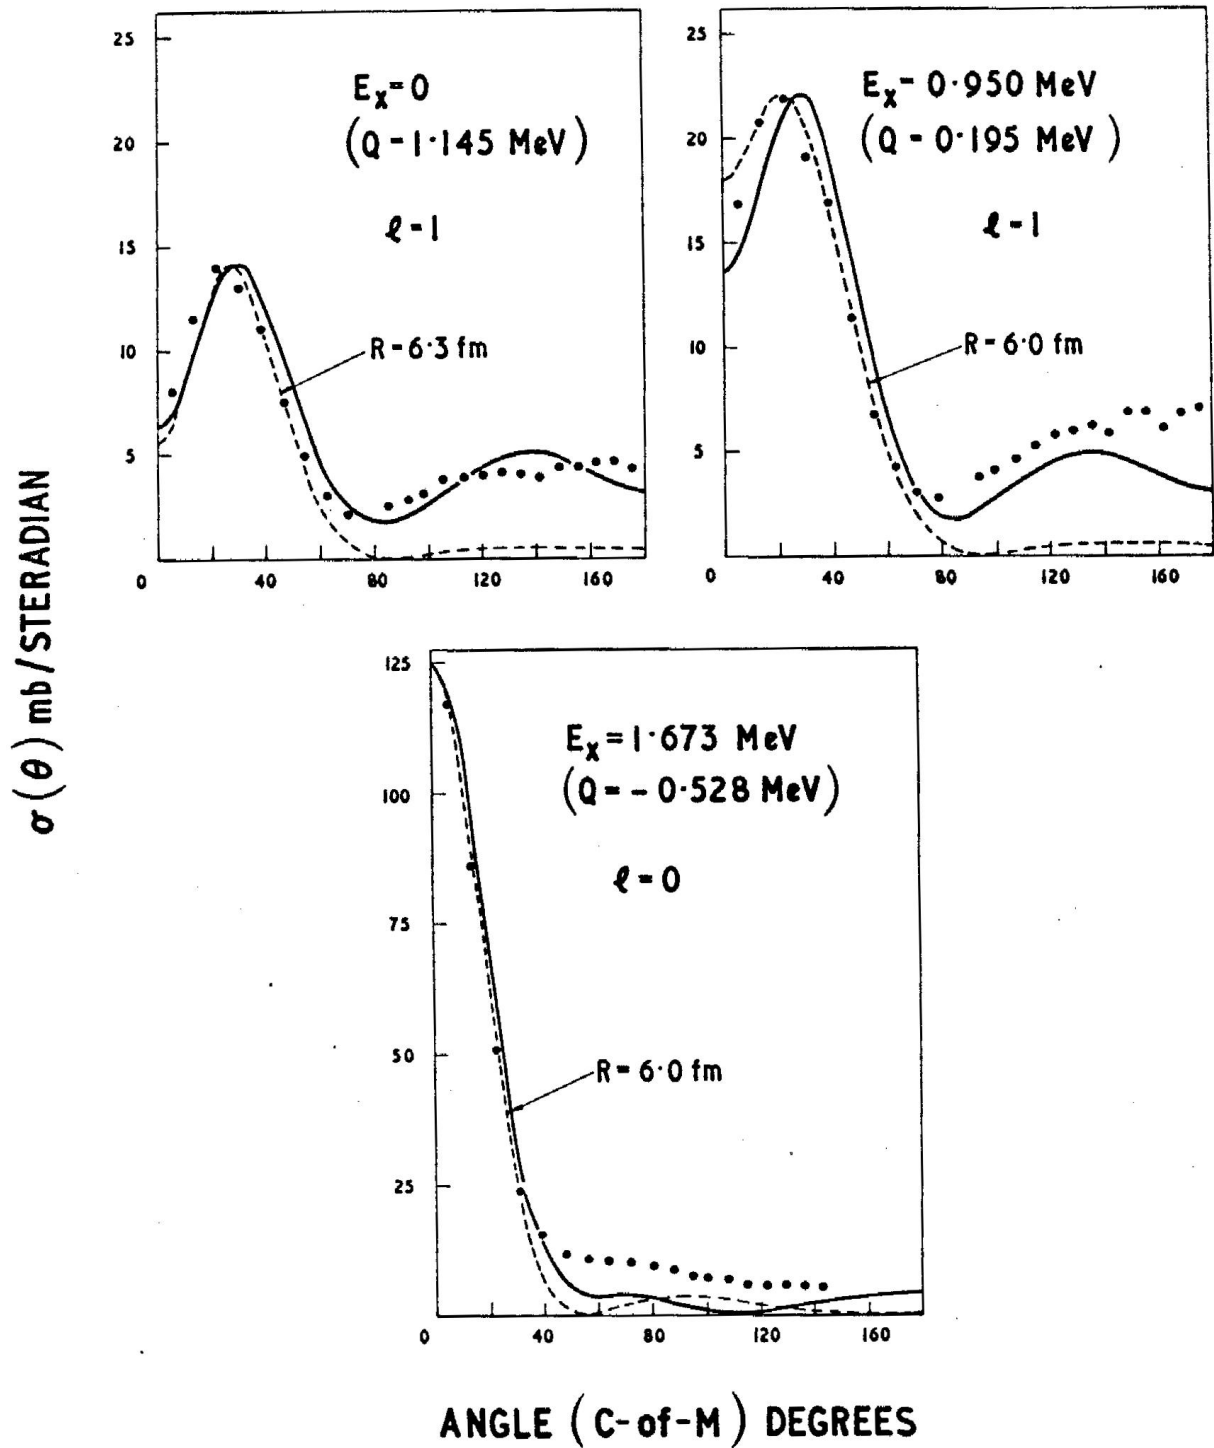 σ(θ) mb/STERADIAN
25
20
15
10
5
0
40
80
120
160
Eₓ=0
(Q=1·145 MeV)
ℓ=1
R=6·3 fm
25
20
15
10
5
0
40
80
120
160
Eₓ=0·950 MeV
(Q=0·195 MeV)
ℓ=1
R=6·0 fm
125
100
75
50
25
0
40
80
120
160
Eₓ=1·673 MeV
(Q=-0·528 MeV)
ℓ=0
R=6·0 fm
ANGLE (C-of-M) DEGREES